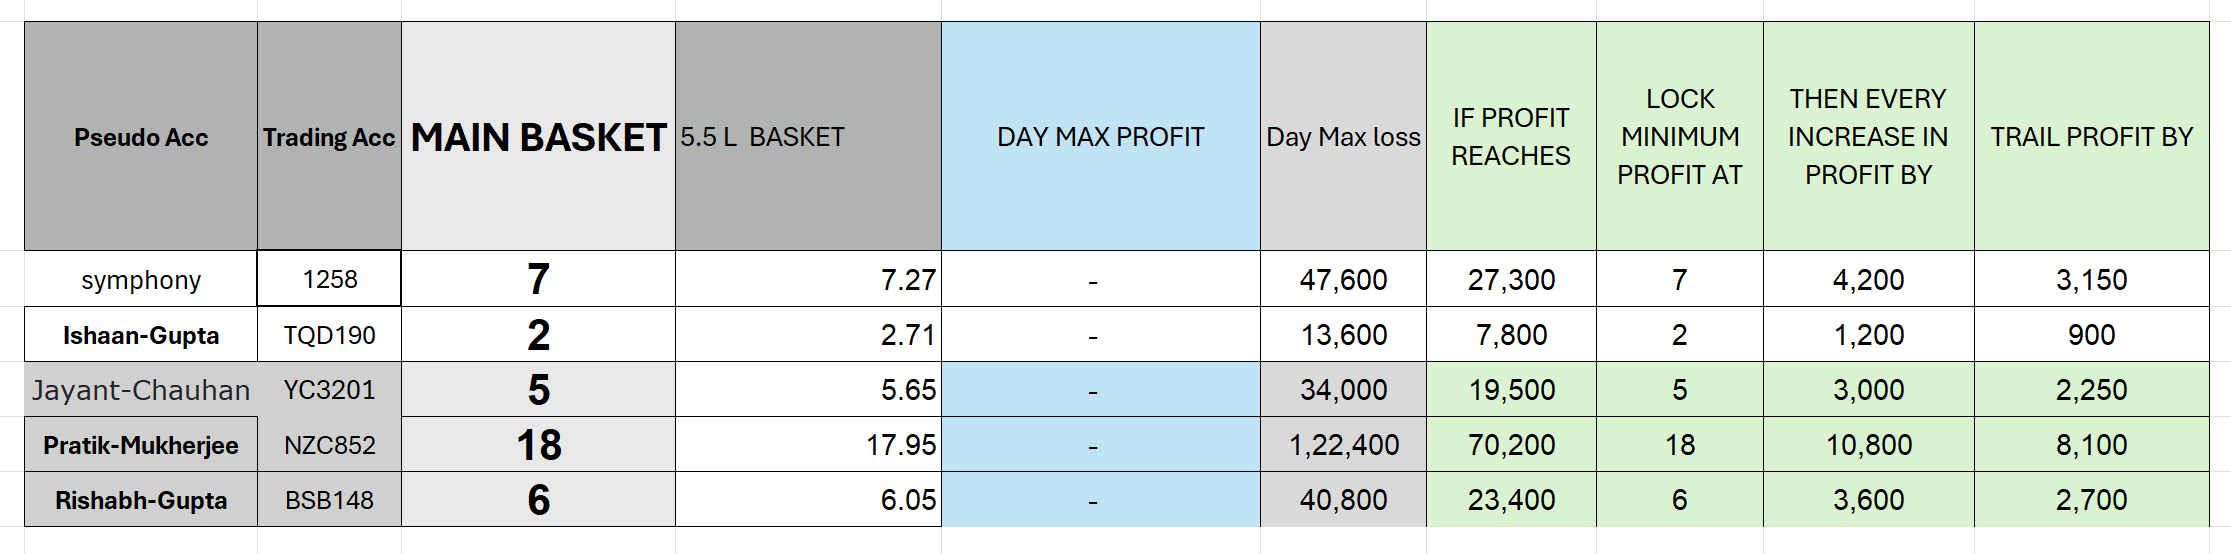 Pseudo Acc Trading Acc MAIN BASKET 5.5 L BASKET DAY MAX PROFIT Day Max loss IF PROFIT REACHES LOCK MINIMUM PROFIT AT THEN EVERY INCREASE IN PROFIT BY TRAIL PROFIT BY
symphony 1258 7 7.27 - 47,600 27,300 7 4,200 3,150
Ishaan-Gupta TQD190 2 2.71 - 13,600 7,800 2 1,200 900
Jayant-Chauhan YC3201 5 5.65 - 34,000 19,500 5 3,000 2,250
Pratik-Mukherjee NZC852 18 17.95 - 1,22,400 70,200 18 10,800 8,100
Rishabh-Gupta BSB148 6 6.05 - 40,800 23,400 6 3,600 2,700